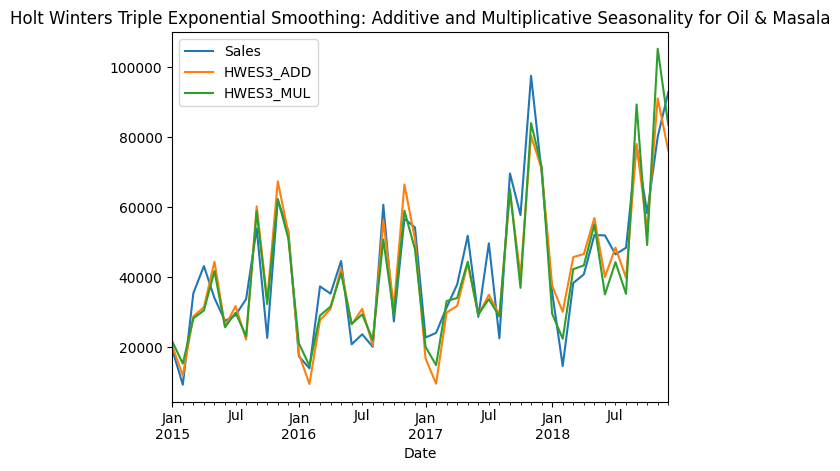 Holt Winters Triple Exponential Smoothing: Additive and Multiplicative Seasonality for Oil & Masala
Sales
HWES3_ADD
HWES3_MUL
100000
80000
60000
40000
20000
Jan Jul Jan Jul Jan Jul Jan Jul
2015 2016 2017 2018
Date